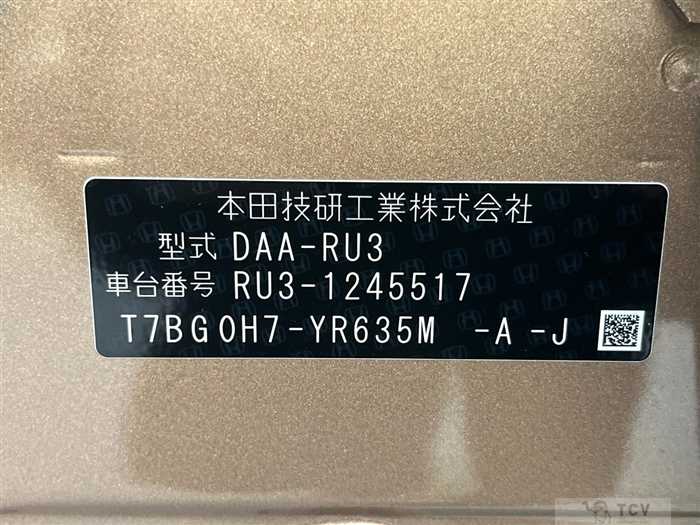 本田技研工業株式会社
型式 DAA-RU3
車台番号 RU3-1245517
T7BG0H7-YR635M -A -J
TCV